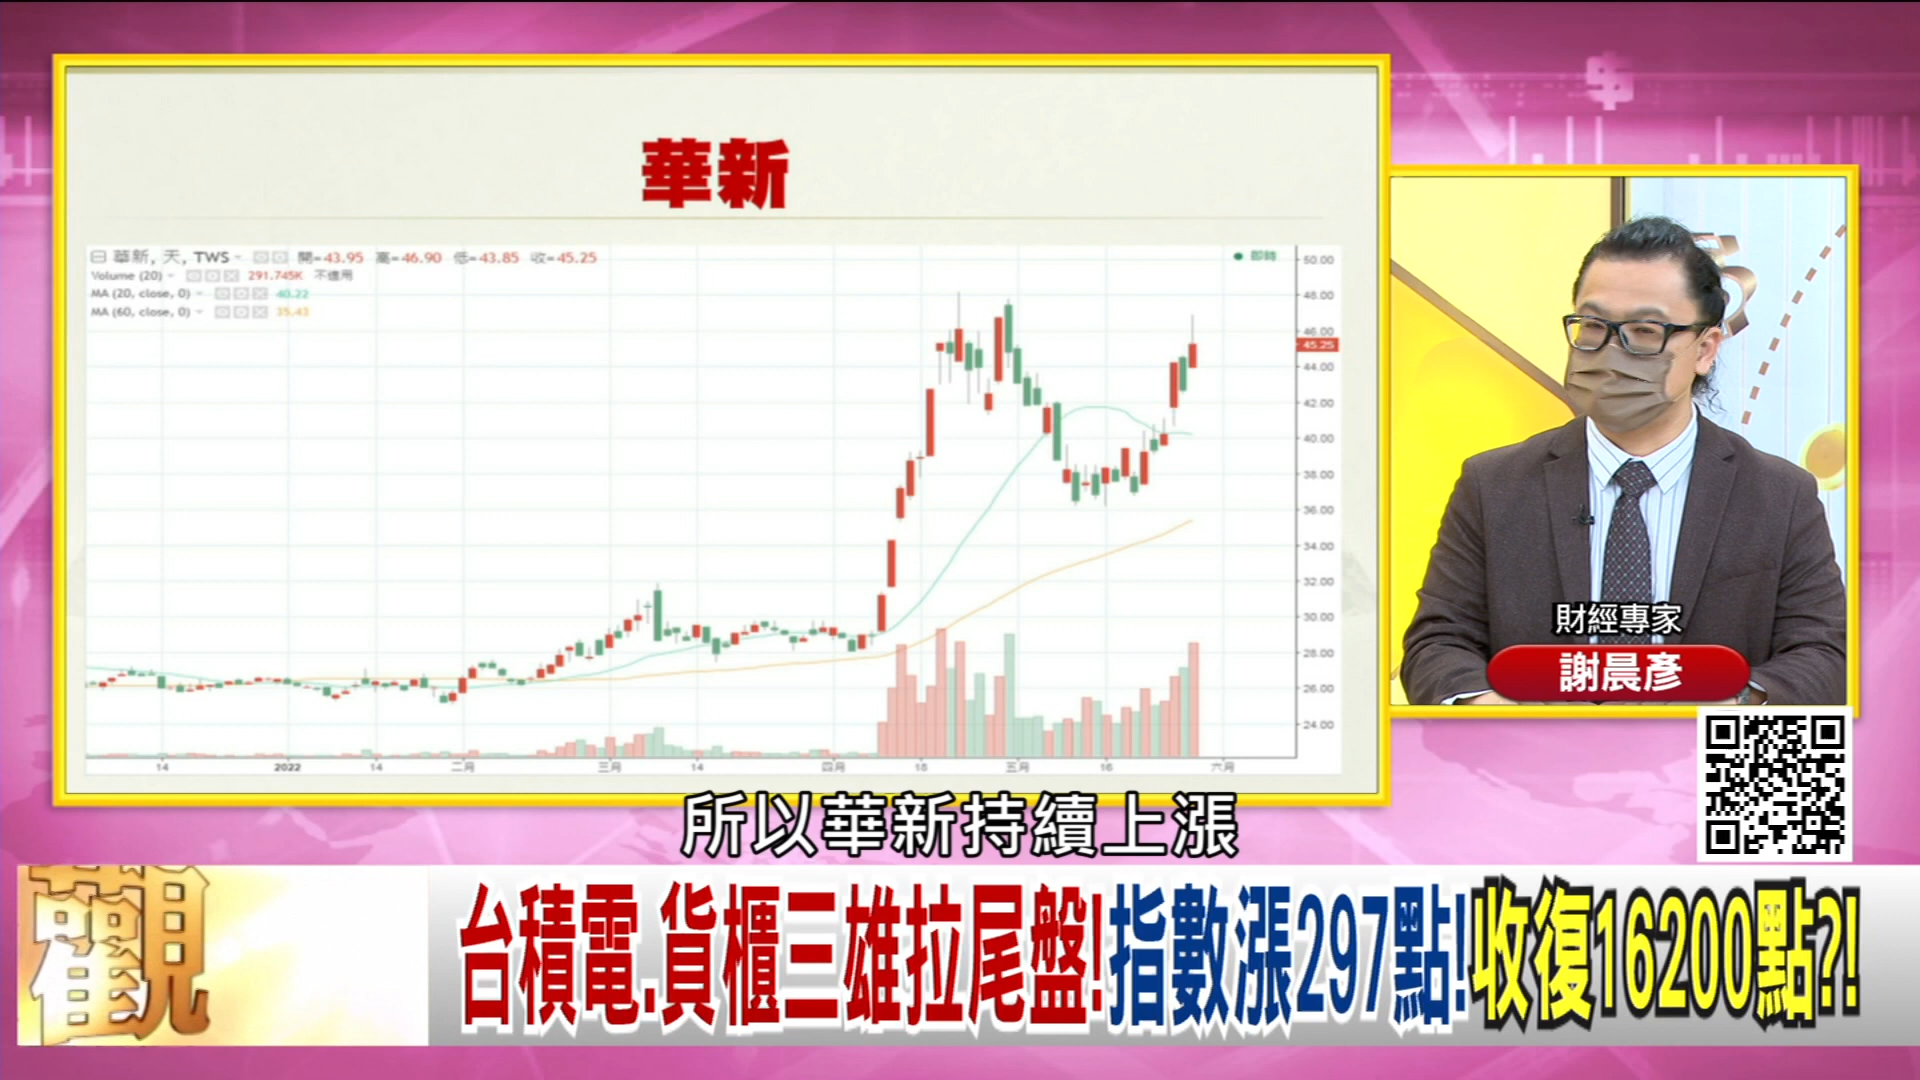 華新
華新, 天, TWS 開=43.95 高=46.90 低=43.85 收=45.25
即時
Volume (20) 291.745K 不適用
MA (20, close, 0) 40.22
MA (60, close, 0) 35.43
50.00
48.00
46.00
45.25
44.00
42.00
40.00
38.00
36.00
34.00
32.00
30.00
28.00
26.00
24.00
14 2022 14 二月 三月 14 四月 18 五月 16 六月
財經專家
謝晨彥
所以華新持續上漲
觀
台積電.貨櫃三雄拉尾盤!指數漲297點!收復16200點?!